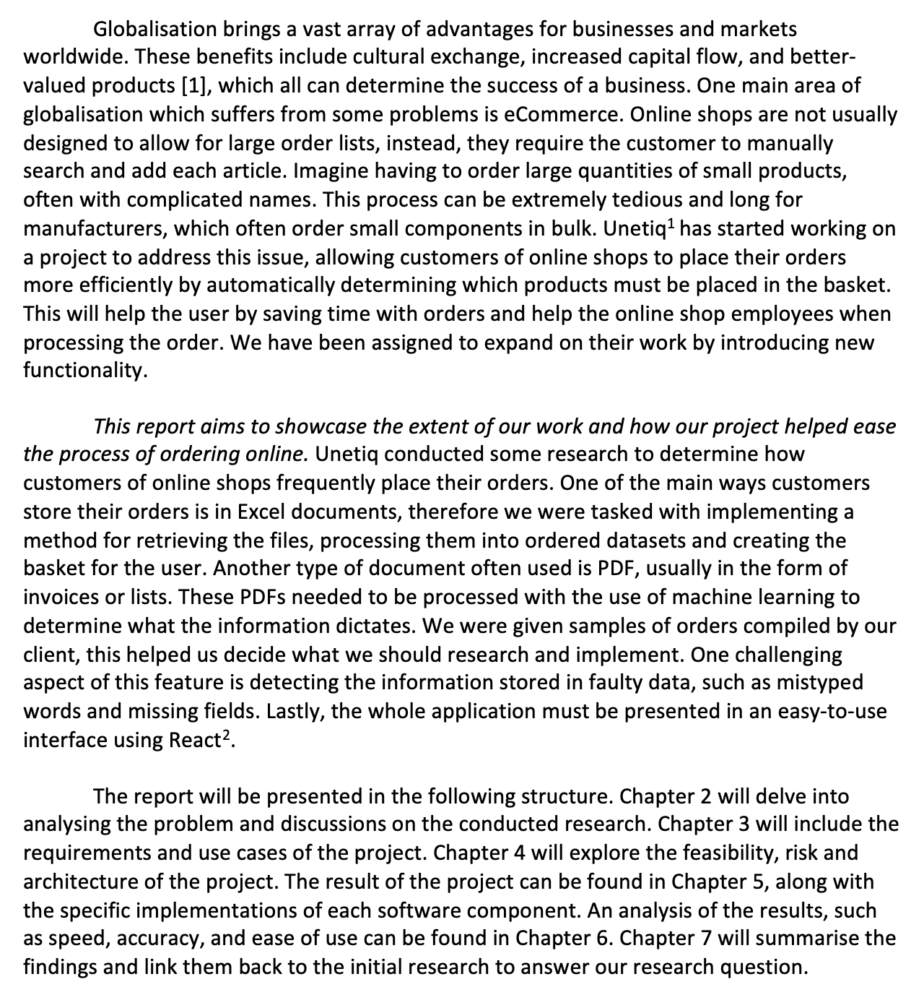 Globalisation brings a vast array of advantages for businesses and markets
worldwide. These benefits include cultural exchange, increased capital flow, and better-
valued products [1], which all can determine the success of a business. One main area of
globalisation which suffers from some problems is eCommerce. Online shops are not usually
designed to allow for large order lists, instead, they require the customer to manually
search and add each article. Imagine having to order large quantities of small products,
often with complicated names. This process can be extremely tedious and long for
manufacturers, which often order small components in bulk. Unetiq¹ has started working on
a project to address this issue, allowing customers of online shops to place their orders
more efficiently by automatically determining which products must be placed in the basket.
This will help the user by saving time with orders and help the online shop employees when
processing the order. We have been assigned to expand on their work by introducing new
functionality.
This report aims to showcase the extent of our work and how our project helped ease
the process of ordering online. Unetiq conducted some research to determine how
customers of online shops frequently place their orders. One of the main ways customers
store their orders is in Excel documents, therefore we were tasked with implementing a
method for retrieving the files, processing them into ordered datasets and creating the
basket for the user. Another type of document often used is PDF, usually in the form of
invoices or lists. These PDFs needed to be processed with the use of machine learning to
determine what the information dictates. We were given samples of orders compiled by our
client, this helped us decide what we should research and implement. One challenging
aspect of this feature is detecting the information stored in faulty data, such as mistyped
words and missing fields. Lastly, the whole application must be presented in an easy-to-use
interface using React².
The report will be presented in the following structure. Chapter 2 will delve into
analysing the problem and discussions on the conducted research. Chapter 3 will include the
requirements and use cases of the project. Chapter 4 will explore the feasibility, risk and
architecture of the project. The result of the project can be found in Chapter 5, along with
the specific implementations of each software component. An analysis of the results, such
as speed, accuracy, and ease of use can be found in Chapter 6. Chapter 7 will summarise the
findings and link them back to the initial research to answer our research question.